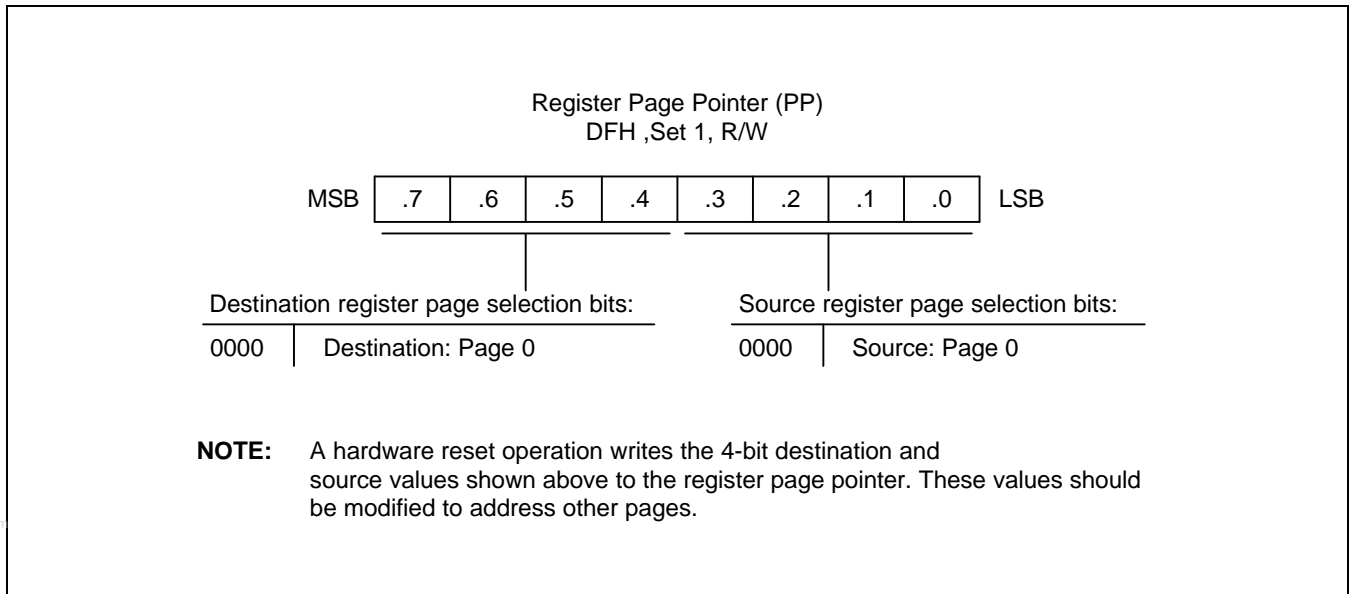 Register Page Pointer (PP)
DFH ,Set 1, R/W
MSB .7 .6 .5 .4 .3 .2 .1 .0 LSB
Destination register page selection bits:
0000 Destination: Page 0
Source register page selection bits:
0000 Source: Page 0
NOTE: A hardware reset operation writes the 4-bit destination and
source values shown above to the register page pointer. These values should
be modified to address other pages.